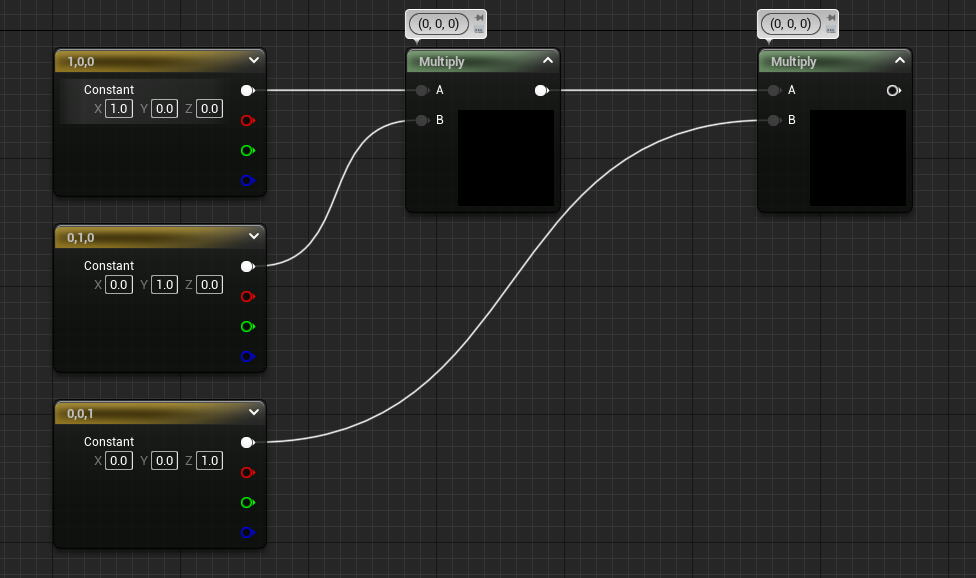 (0, 0, 0)
(0, 0, 0)
1,0,0
Constant
X 1.0 Y 0.0 Z 0.0
Multiply
A
B
Multiply
A
B
0,1,0
Constant
X 0.0 Y 1.0 Z 0.0
0,0,1
Constant
X 0.0 Y 0.0 Z 1.0